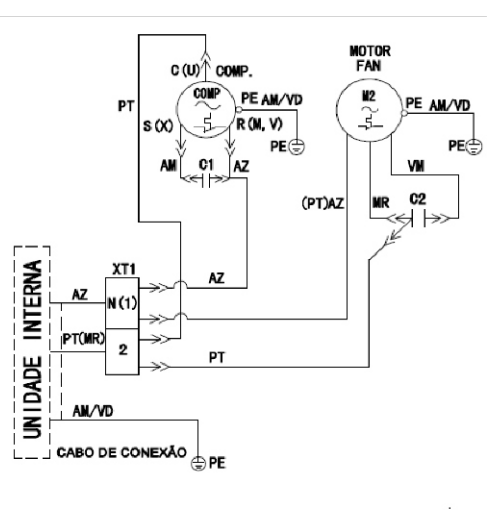 MOTOR
FAN
C(U) COMP.
COMP
M2
PT
PE AM/VD
PE AM/VD
S(X)
R(M, V)
PE
PE
AM
C1
AZ
VM
(PT)AZ
MR
C2
XT1
AZ
AZ
N(1)
PT(MR)
2
PT
UNIDADE INTERNA
AM/VD
CABO DE CONEXÃO
PE